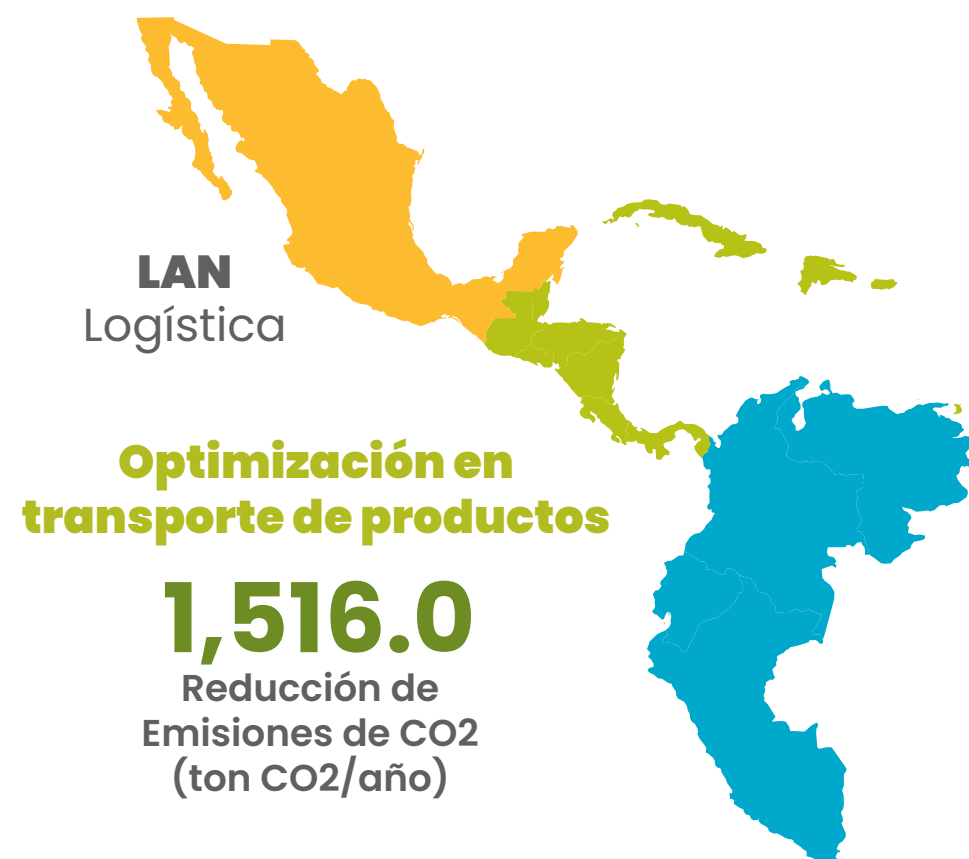 LAN
Logística
Optimización en
transporte de productos
1,516.0
Reducción de
Emisiones de CO2
(ton CO2/año)